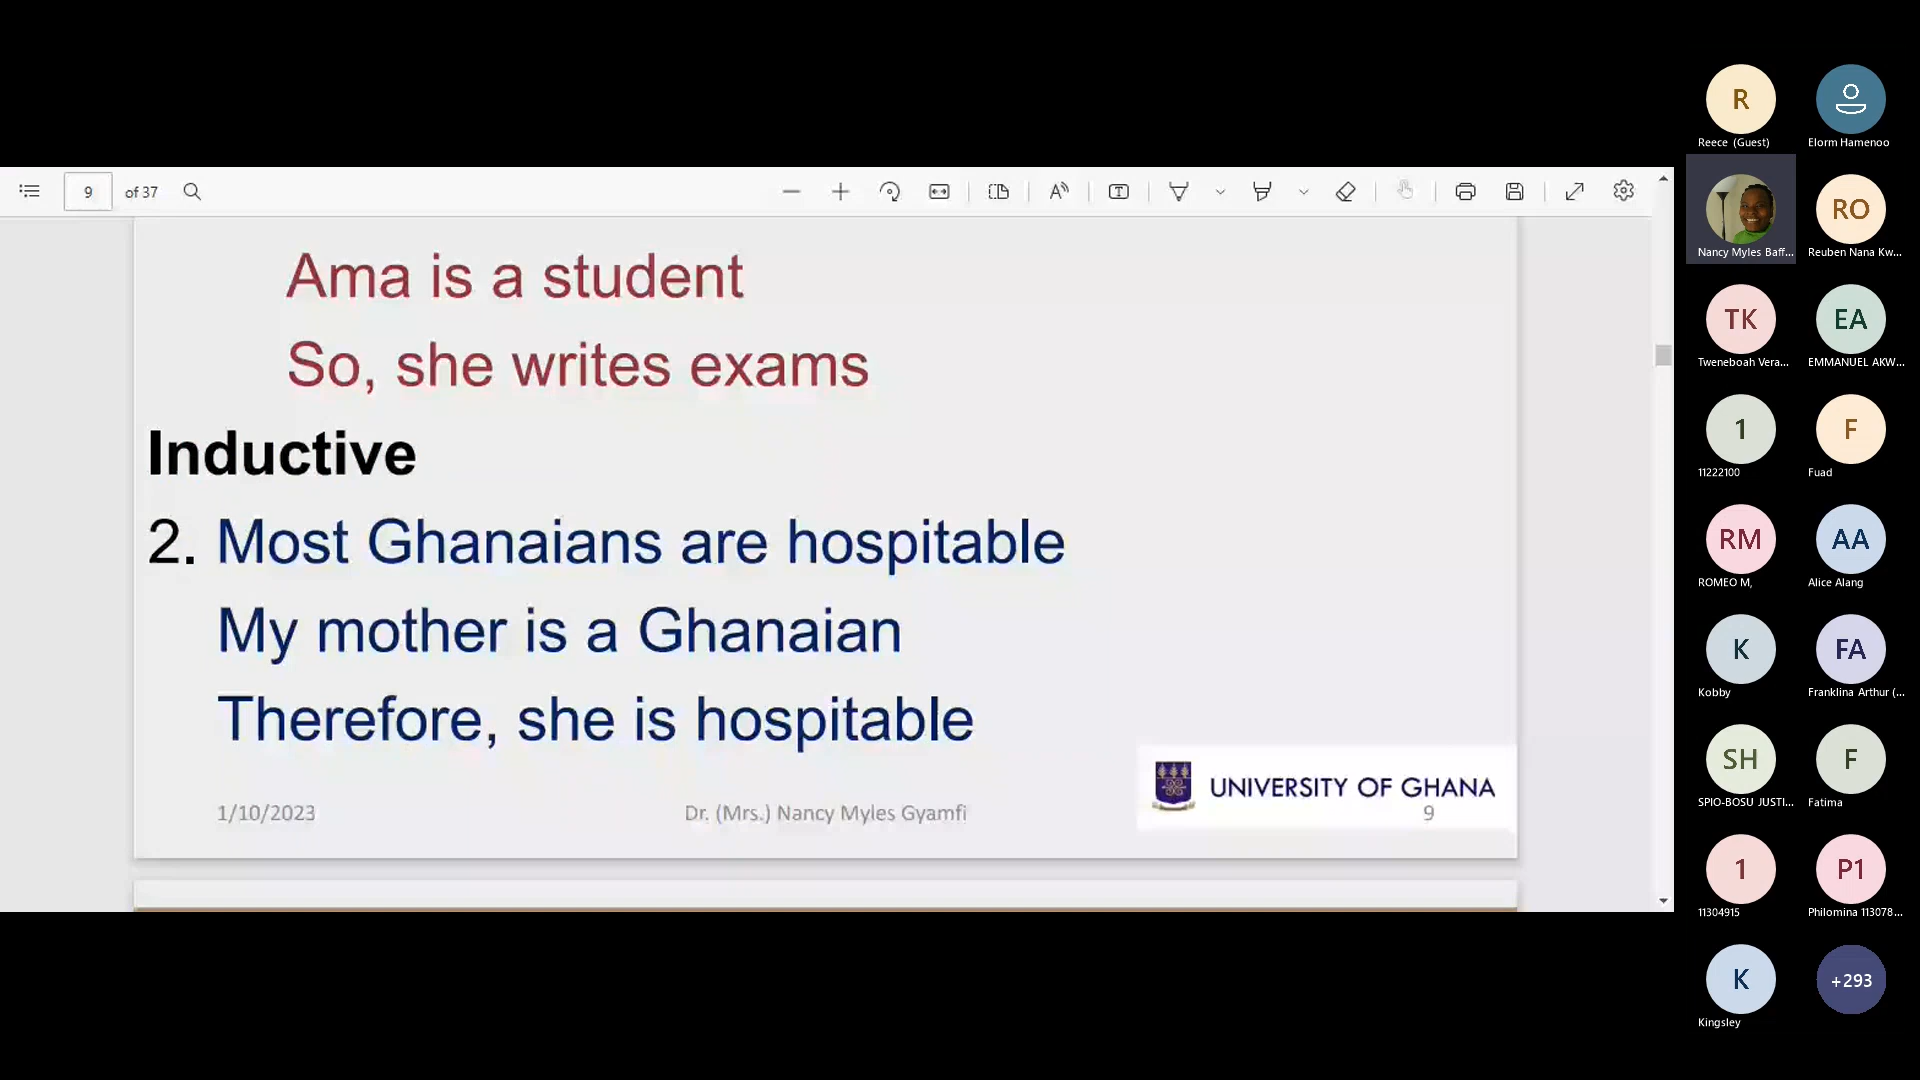 9 of 37
Ama is a student
So, she writes exams
Inductive
2. Most Ghanaians are hospitable
My mother is a Ghanaian
Therefore, she is hospitable
UNIVERSITY OF GHANA
1/10/2023 Dr. (Mrs.) Nancy Myles Gyamfi 9
R
Reece (Guest)
Elorm Hamenoo
Nancy Myles Baff...
RO
Reuben Nana Kw...
TK
Tweneboah Vera...
EA
EMMANUEL AKW...
1
11222100
F
Fuad
RM
ROMEO M,
AA
Alice Alang
K
Kobby
FA
Franklina Arthur (...
SH
SPIO-BOSU JUSTI...
F
Fatima
1
11304915
P1
Philomina 113078...
K
Kingsley
+293